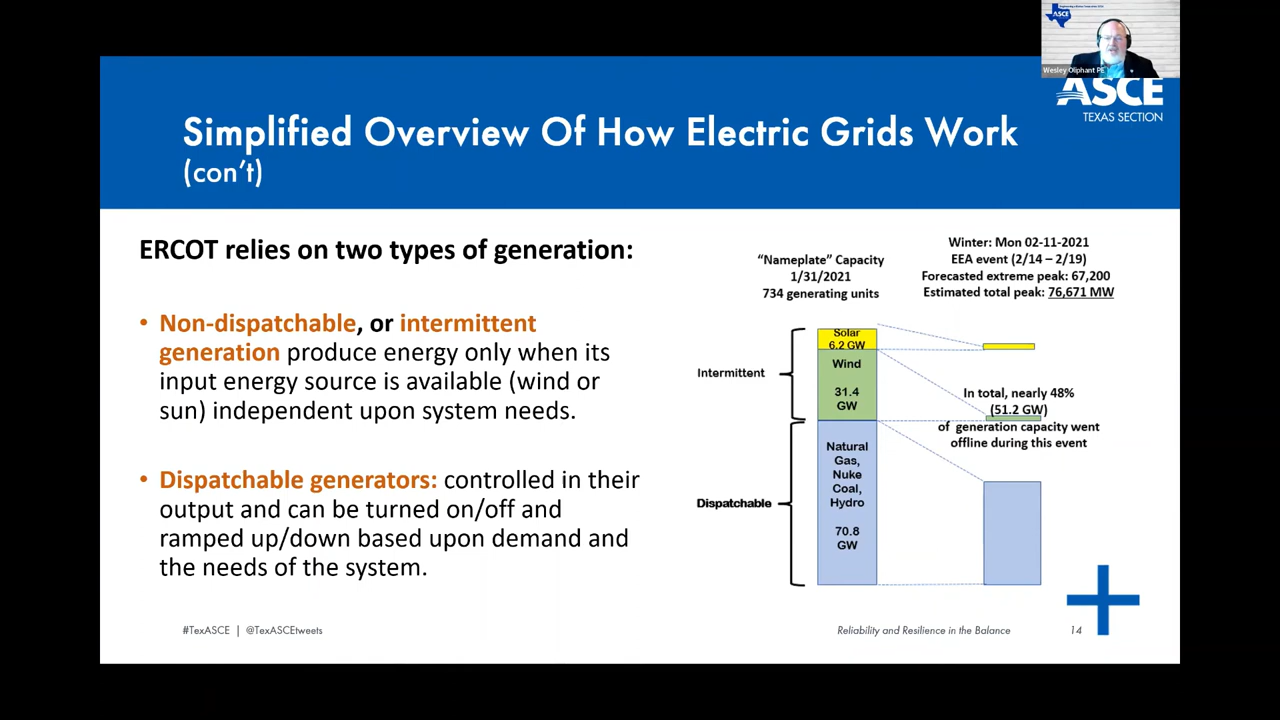 ASCE
Wesley Oliphant PE
ASCE
TEXAS SECTION
Simplified Overview Of How Electric Grids Work
(con't)
ERCOT relies on two types of generation:
• Non-dispatchable, or intermittent
generation produce energy only when its
input energy source is available (wind or
sun) independent upon system needs.
• Dispatchable generators: controlled in their
output and can be turned on/off and
ramped up/down based upon demand and
the needs of the system.
"Nameplate" Capacity
1/31/2021
734 generating units
Winter: Mon 02-11-2021
EEA event (2/14 – 2/19)
Forecasted extreme peak: 67,200
Estimated total peak: 76,671 MW
Intermittent
Solar
6.2 GW
Wind
31.4
GW
Dispatchable
Natural
Gas,
Nuke
Coal,
Hydro
70.8
GW
In total, nearly 48%
(51.2 GW)
of generation capacity went
offline during this event
#TexASCE | @TexASCEtweets
Reliability and Resilience in the Balance
14